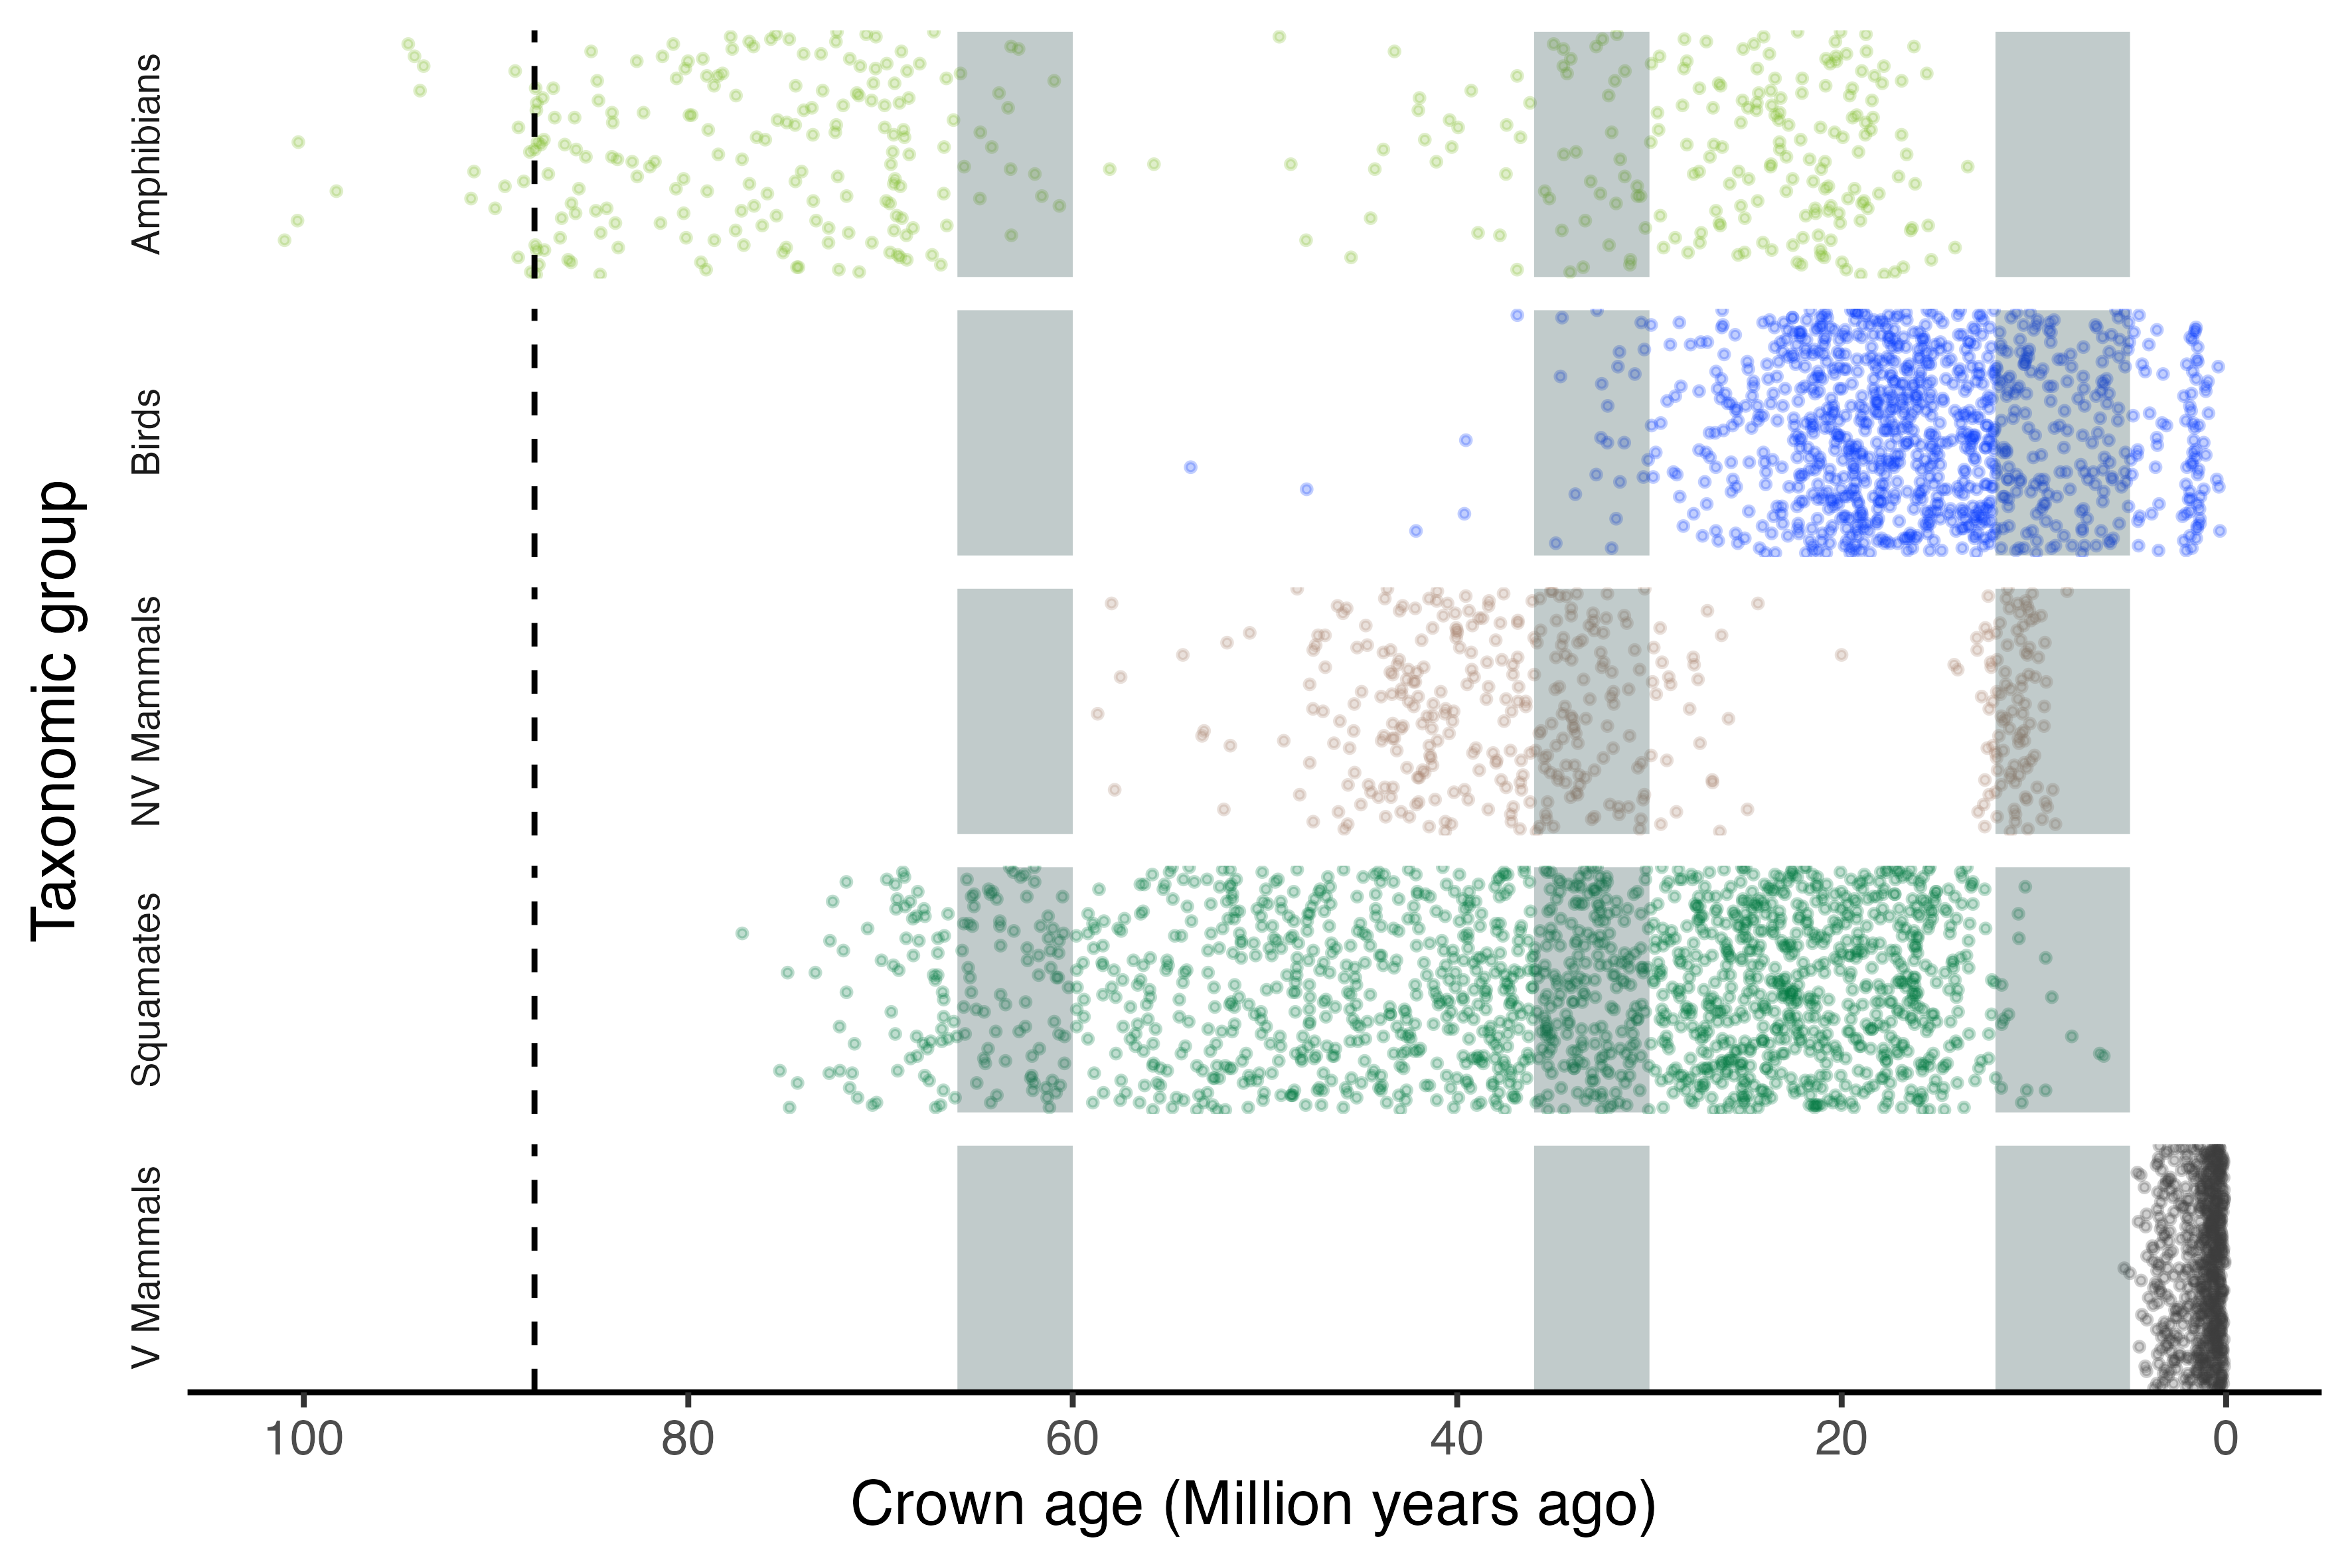 Taxonomic group
Amphibians
Birds
NV Mammals
Squamates
V Mammals
100 80 60 40 20 0
Crown age (Million years ago)